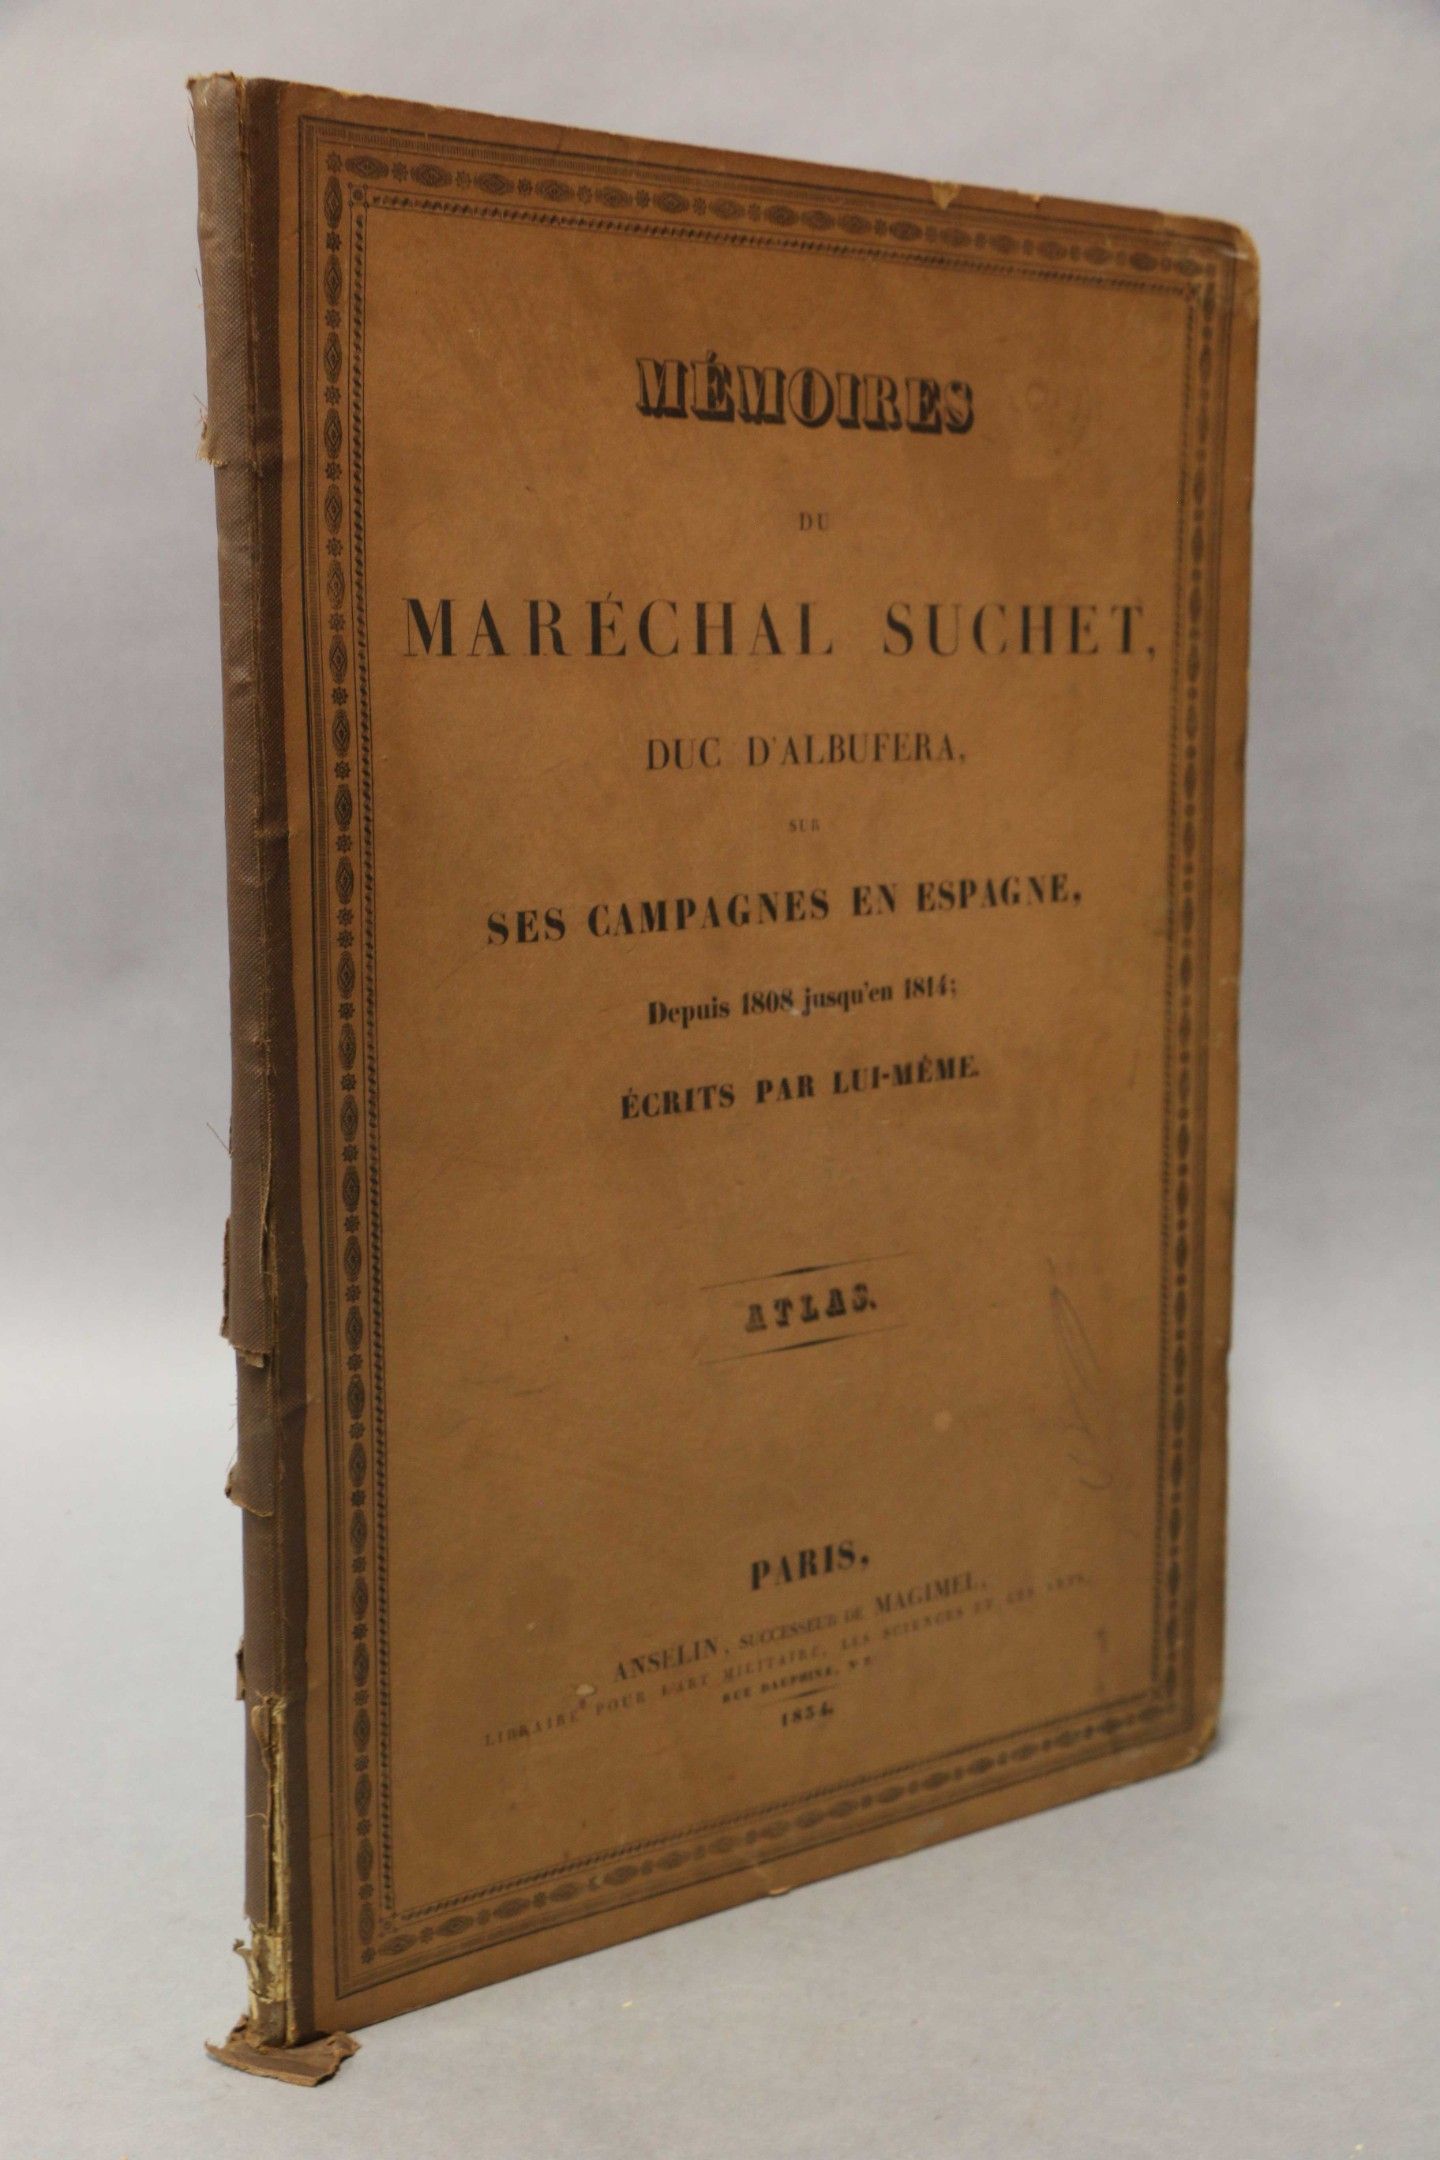 MÉMOIRES
DU
MARÉCHAL SUCHET,
DUC D'ALBUFERA,
SUR
SES CAMPAGNES EN ESPAGNE,
Depuis 1808 jusqu'en 1814;
ÉCRITS PAR LUI-MÊME.
ATLAS.
PARIS,
ANSELIN, SUCCESSEUR DE MAGIMEL,
LIBRAIRE POUR L'ART MILITAIRE, LES SCIENCES ET LES ARTS,
RUE DAUPHINE, N°
1834.